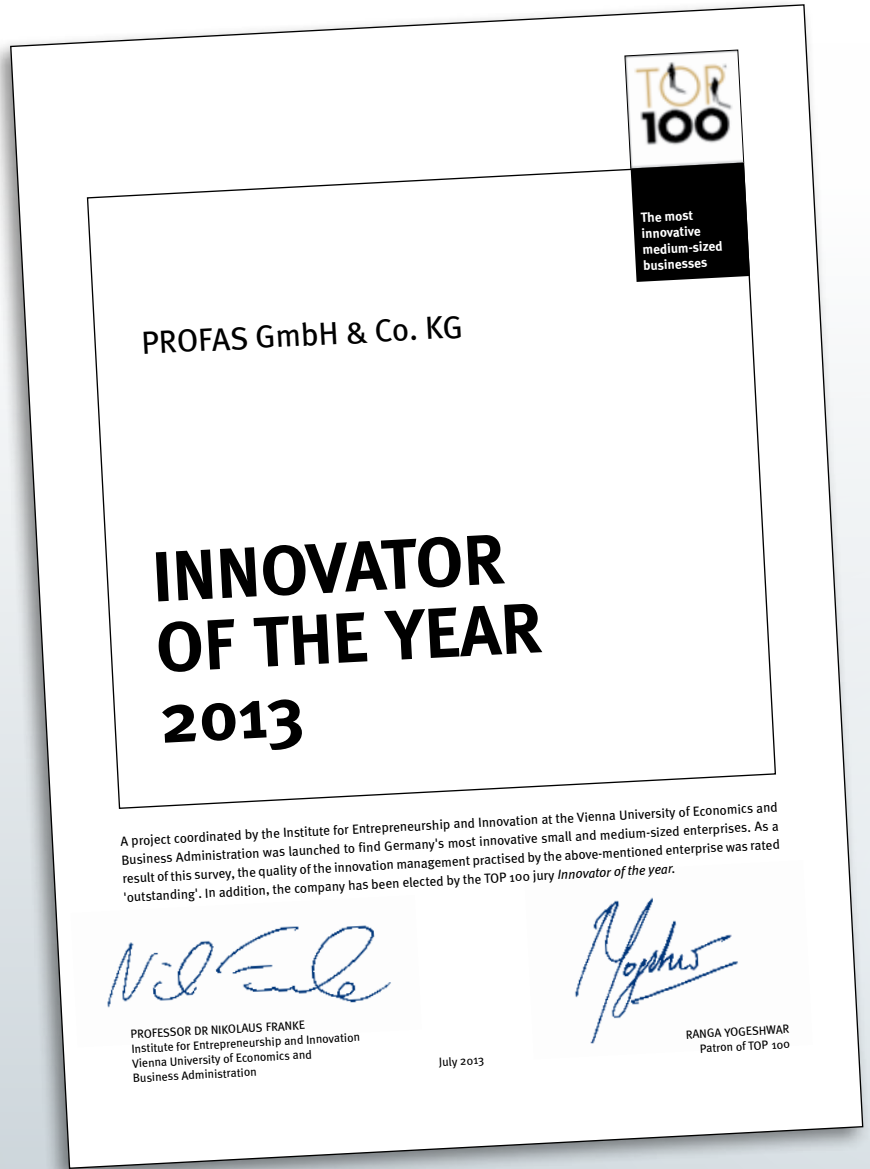 TOP
100
The most
innovative
medium-sized
businesses
PROFAS GmbH & Co. KG
INNOVATOR
OF THE YEAR
2013
A project coordinated by the Institute for Entrepreneurship and Innovation at the Vienna University of Economics and
Business Administration was launched to find Germany's most innovative small and medium-sized enterprises. As a
result of this survey, the quality of the innovation management practised by the above-mentioned enterprise was rated
'outstanding'. In addition, the company has been elected by the TOP 100 jury Innovator of the year.
PROFESSOR DR NIKOLAUS FRANKE
Institute for Entrepreneurship and Innovation
Vienna University of Economics and
Business Administration
July 2013
RANGA YOGESHWAR
Patron of TOP 100